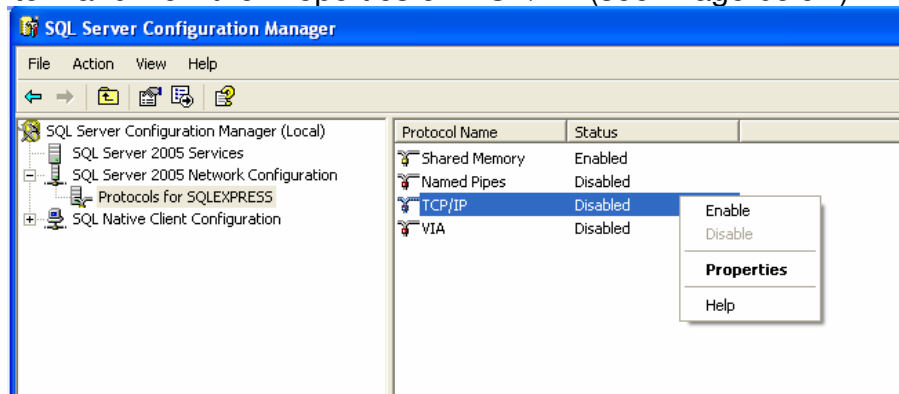 SQL Server Configuration Manager
File Action View Help
SQL Server Configuration Manager (Local)
SQL Server 2005 Services
SQL Server 2005 Network Configuration
Protocols for SQLEXPRESS
SQL Native Client Configuration
Protocol Name Status
Shared Memory Enabled
Named Pipes Disabled
TCP/IP Disabled
VIA Disabled
Enable
Disable
Properties
Help